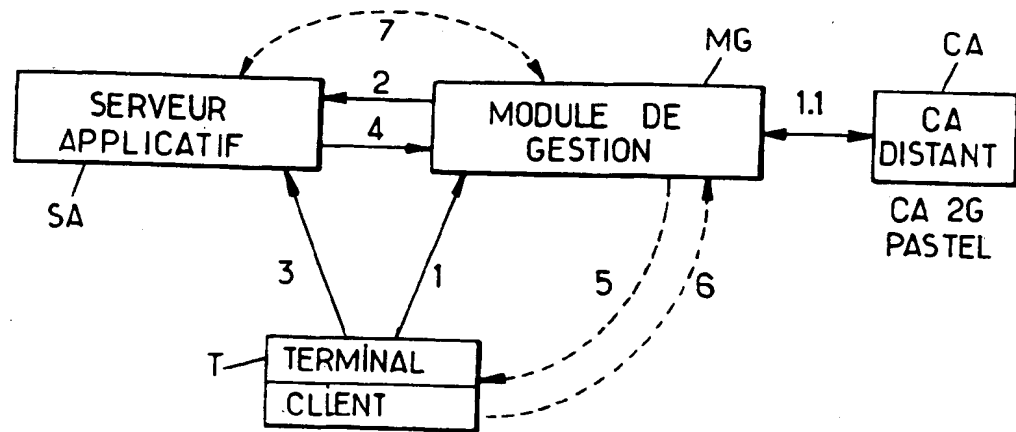 7
MG
CA
SERVEUR
APPLICATIF
2
4
MODULE DE
GESTION
1.1
CA
DISTANT
SA
CA 2G
PASTEL
3
1
5
6
T
TERMINAL
CLIENT